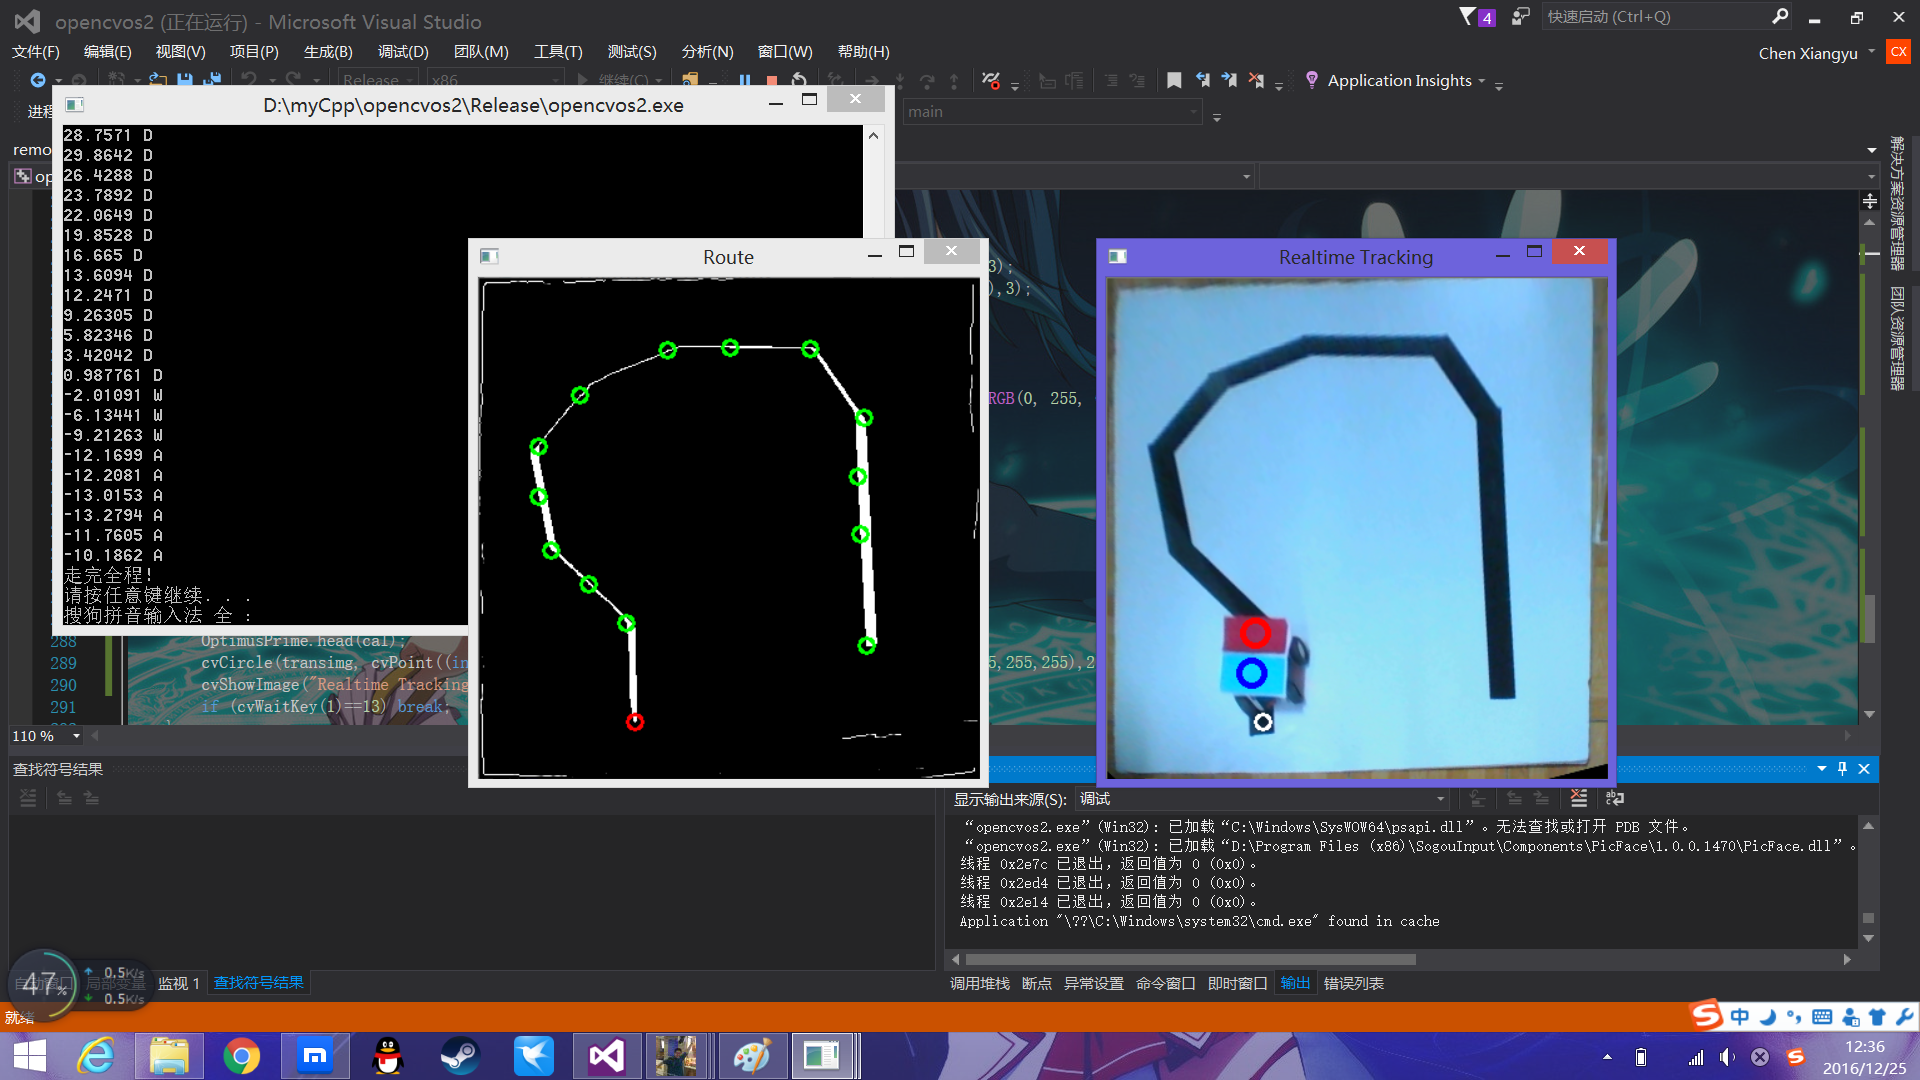 opencvos2 (正在运行) - Microsoft Visual Studio
4
快速启动 (Ctrl+Q)
文件(F) 编辑(E) 视图(V) 项目(P) 生成(B) 调试(D) 团队(M) 工具(T) 测试(S) 分析(N) 窗口(W) 帮助(H)
Chen Xiangyu CX
Release x86 继续(C) Application Insights
进程
main
remo
op
D:\myCpp\opencvos2\Release\opencvos2.exe
28.7571 D
29.8642 D
26.4288 D
23.7892 D
22.0649 D
19.8528 D
16.665 D
13.6094 D
12.2471 D
9.26305 D
5.82346 D
3.42042 D
0.987761 D
-2.01091 W
-6.13441 W
-9.21263 W
-12.1699 A
-12.2081 A
-13.0153 A
-13.2794 A
-11.7605 A
-10.1862 A
走完全程!
请按任意键继续. . .
搜狗拼音输入法 全 :
Route
Realtime Tracking
3);
),3);
RGB(0, 255,
解决方案资源管理器
团队资源管理器
288 OptimusPrime.head(cal);
289 cvCircle(transimg, cvPoint((in
5,255,255),2
290 cvShowImage("Realtime Tracking
291 if (cvWaitKey(1)==13) break;
110 %
查找符号结果
显示输出来源(S): 调试
“opencvos2.exe”(Win32): 已加载“C:\Windows\SysWOW64\psapi.dll”。无法查找或打开 PDB 文件。
“opencvos2.exe”(Win32): 已加载“D:\Program Files (x86)\SogouInput\Components\PicFace\1.0.0.1470\PicFace.dll”。
线程 0x2e7c 已退出，返回值为 0 (0x0)。
线程 0x2ed4 已退出，返回值为 0 (0x0)。
线程 0x2e14 已退出，返回值为 0 (0x0)。
Application "\??\C:\Windows\system32\cmd.exe" found in cache
47%
0.5K/s
0.5K/s
自动窗口 局部变量 监视 1 查找符号结果
调用堆栈 断点 异常设置 命令窗口 即时窗口 输出 错误列表
就绪
中
12:36
2016/12/25